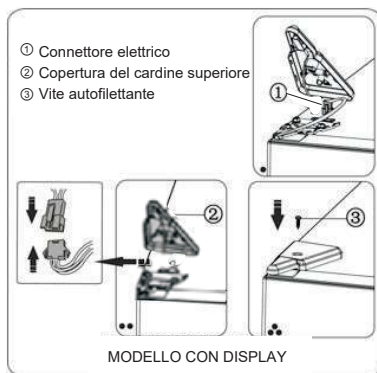 ① Connettore elettrico
② Copertura del cardine superiore
③ Vite autofilettante
①
②
③
MODELLO CON DISPLAY